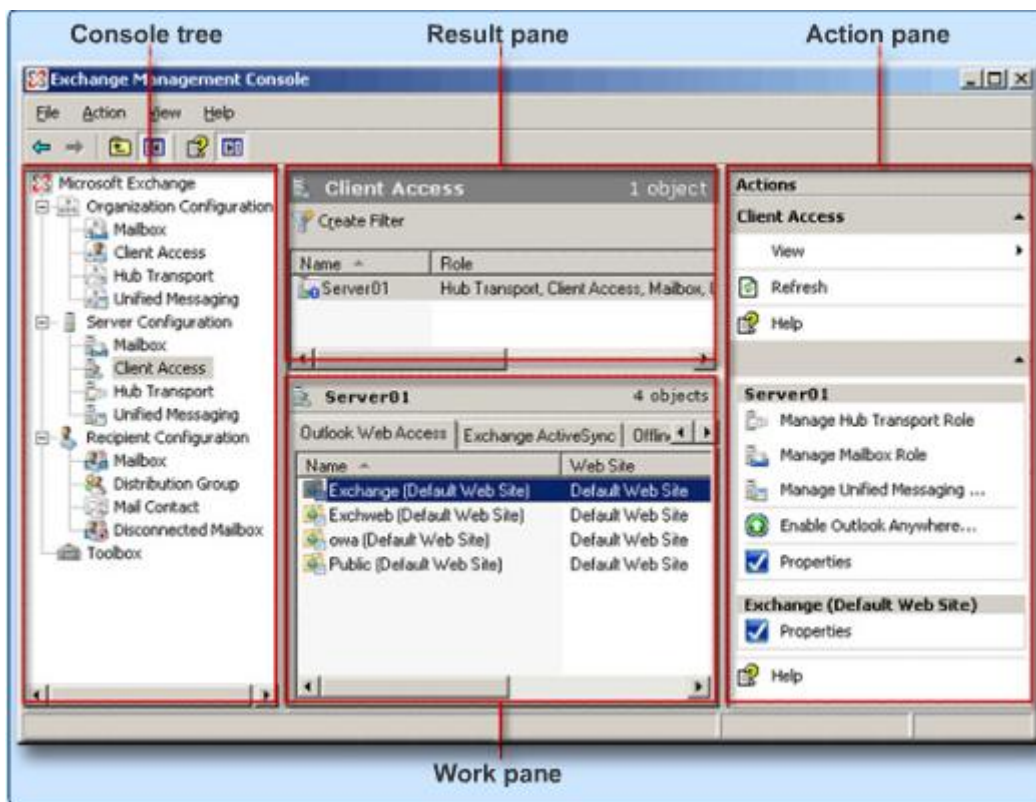 Console tree
Result pane
Action pane
Exchange Management Console
File Action View Help
Microsoft Exchange
Organization Configuration
Mailbox
Client Access
Hub Transport
Unified Messaging
Server Configuration
Mailbox
Client Access
Hub Transport
Unified Messaging
Recipient Configuration
Mailbox
Distribution Group
Mail Contact
Disconnected Mailbox
Toolbox
Client Access 1 object
Create Filter
Name Role
Server01 Hub Transport, Client Access, Mailbox,
Server01 4 objects
Outlook Web Access Exchange ActiveSync Offlin
Name Web Site
Exchange (Default Web Site) Default Web Site
Exchweb (Default Web Site) Default Web Site
owa (Default Web Site) Default Web Site
Public (Default Web Site) Default Web Site
Actions
Client Access
View
Refresh
Help
Server01
Manage Hub Transport Role
Manage Mailbox Role
Manage Unified Messaging ...
Enable Outlook Anywhere...
Properties
Exchange (Default Web Site)
Properties
Help
Work pane